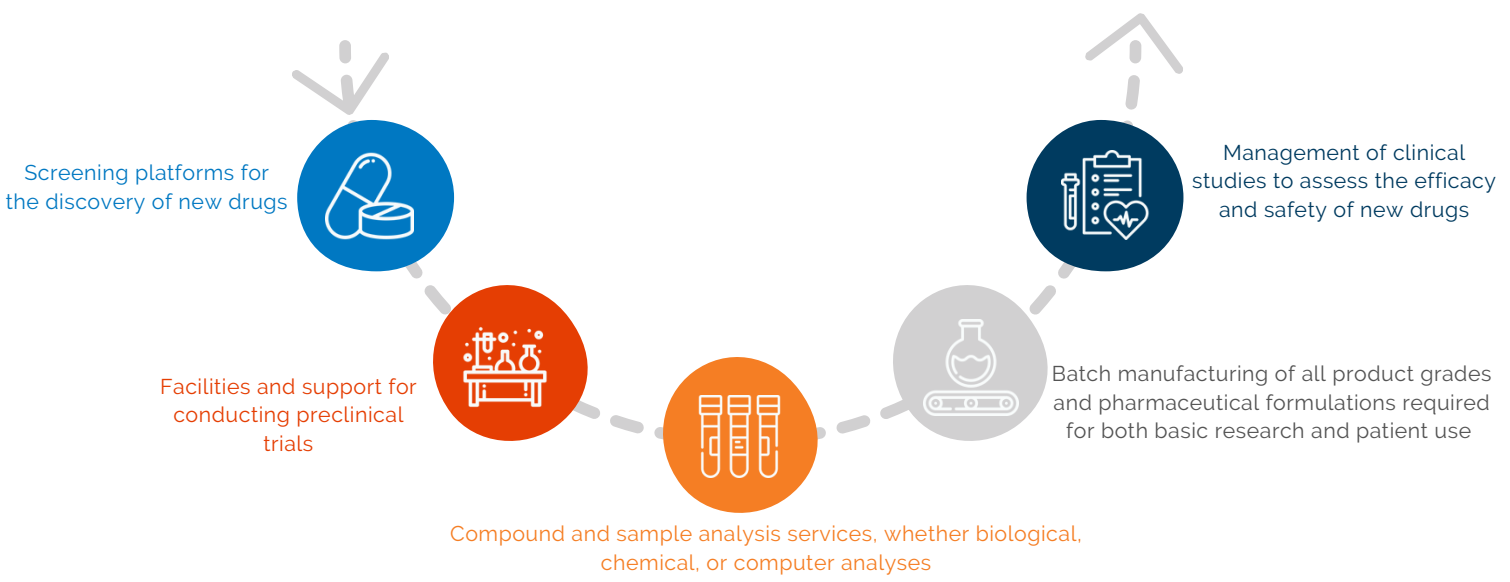 Screening platforms for
the discovery of new drugs
Facilities and support for
conducting preclinical
trials
Compound and sample analysis services, whether biological,
chemical, or computer analyses
Batch manufacturing of all product grades
and pharmaceutical formulations required
for both basic research and patient use
Management of clinical
studies to assess the efficacy
and safety of new drugs